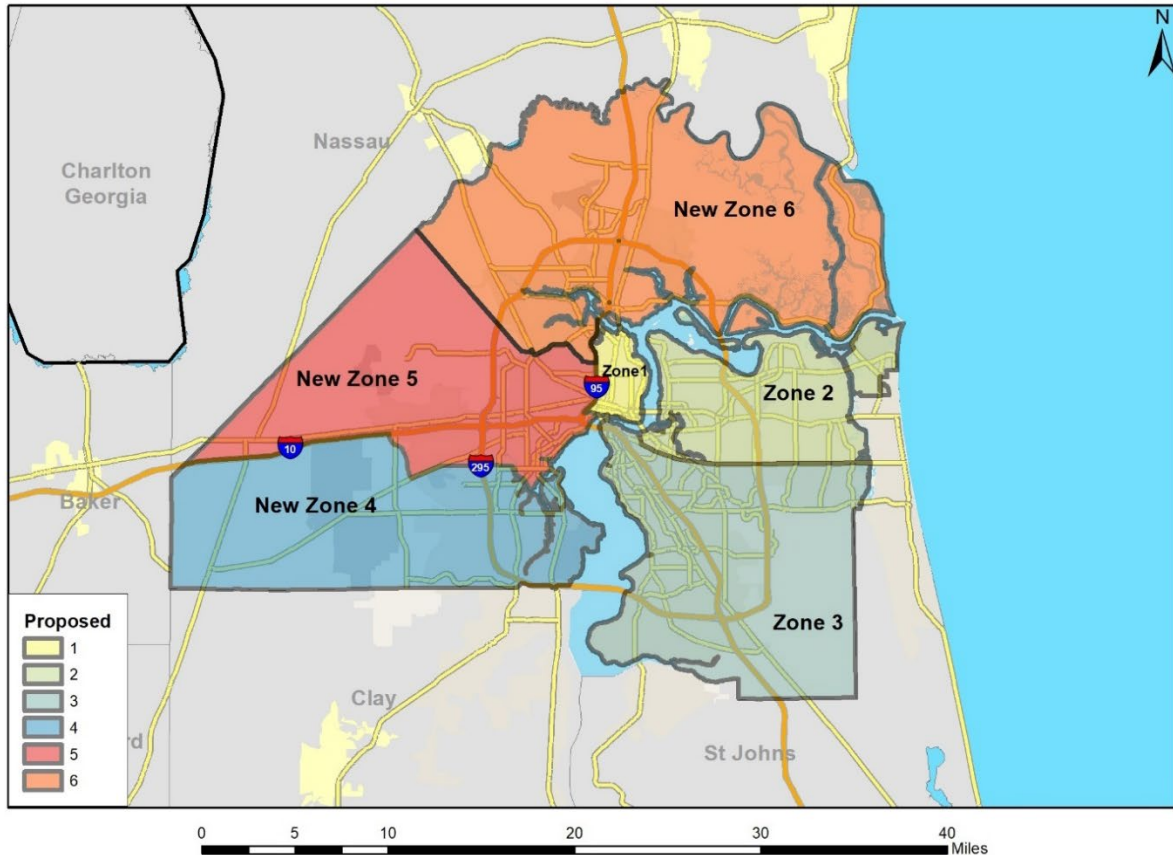 N
Nassau
Charlton
Georgia
New Zone 6
New Zone 5
Zone1
95
Zone 2
10
295
New Zone 4
Baker
Zone 3
Proposed
1
2
3
4
5
6
Clay
rd
St Johns
0 5 10 20 30 40
Miles